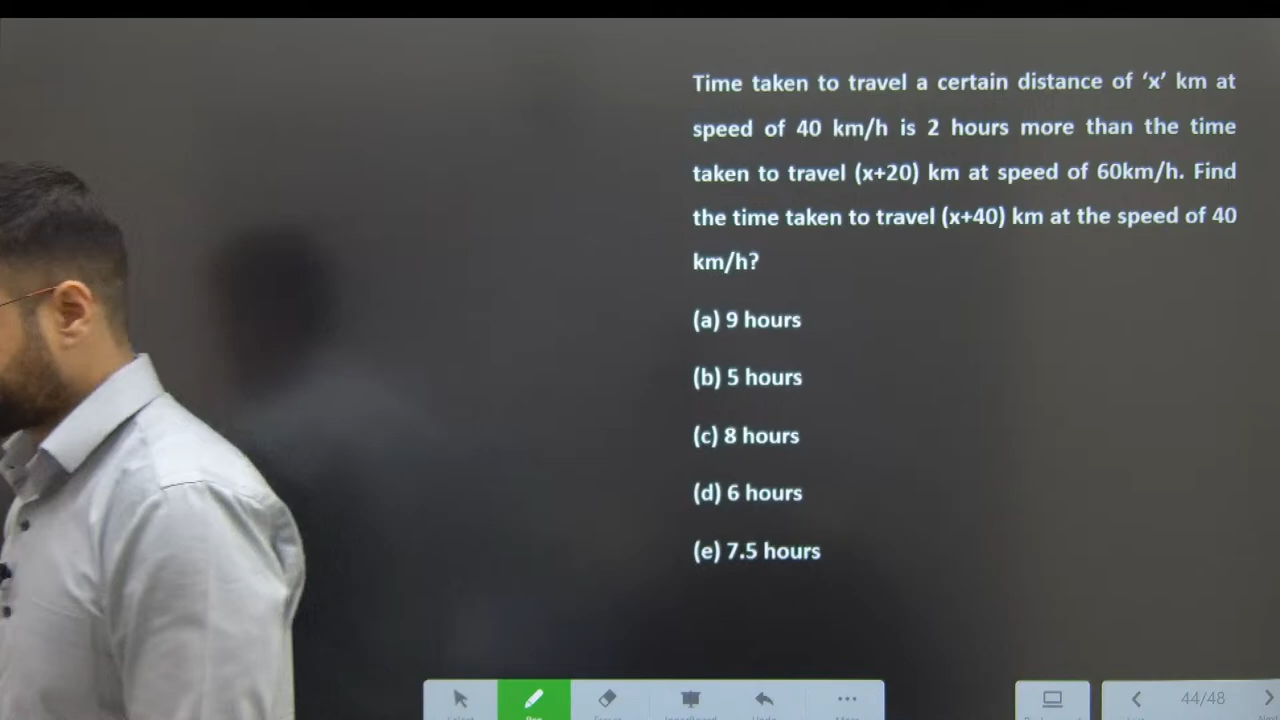 Time taken to travel a certain distance of ‘x’ km at
speed of 40 km/h is 2 hours more than the time
taken to travel (x+20) km at speed of 60km/h. Find
the time taken to travel (x+40) km at the speed of 40
km/h?
(a) 9 hours
(b) 5 hours
(c) 8 hours
(d) 6 hours
(e) 7.5 hours
44/48